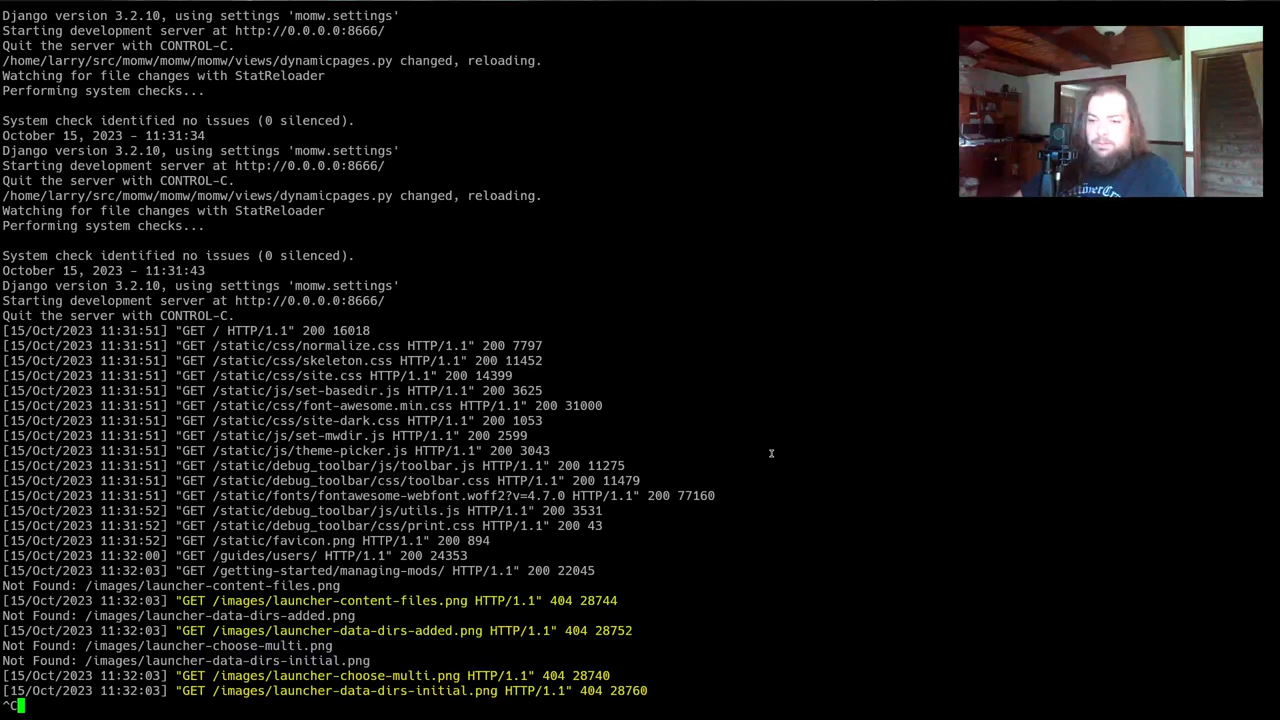 Django version 3.2.10, using settings 'momw.settings'
Starting development server at http://0.0.0.0:8666/
Quit the server with CONTROL-C.
/home/larry/src/momw/momw/momw/views/dynamicpages.py changed, reloading.
Watching for file changes with StatReloader
Performing system checks...
System check identified no issues (0 silenced).
October 15, 2023 - 11:31:34
Django version 3.2.10, using settings 'momw.settings'
Starting development server at http://0.0.0.0:8666/
Quit the server with CONTROL-C.
/home/larry/src/momw/momw/momw/views/dynamicpages.py changed, reloading.
Watching for file changes with StatReloader
Performing system checks...
System check identified no issues (0 silenced).
October 15, 2023 - 11:31:43
Django version 3.2.10, using settings 'momw.settings'
Starting development server at http://0.0.0.0:8666/
Quit the server with CONTROL-C.
[15/Oct/2023 11:31:51] "GET / HTTP/1.1" 200 16018
[15/Oct/2023 11:31:51] "GET /static/css/normalize.css HTTP/1.1" 200 7797
[15/Oct/2023 11:31:51] "GET /static/css/skeleton.css HTTP/1.1" 200 11452
[15/Oct/2023 11:31:51] "GET /static/css/site.css HTTP/1.1" 200 14399
[15/Oct/2023 11:31:51] "GET /static/js/set-basedir.js HTTP/1.1" 200 3625
[15/Oct/2023 11:31:51] "GET /static/css/font-awesome.min.css HTTP/1.1" 200 31000
[15/Oct/2023 11:31:51] "GET /static/css/site-dark.css HTTP/1.1" 200 1053
[15/Oct/2023 11:31:51] "GET /static/js/set-mwdir.js HTTP/1.1" 200 2599
[15/Oct/2023 11:31:51] "GET /static/js/theme-picker.js HTTP/1.1" 200 3043
[15/Oct/2023 11:31:51] "GET /static/debug_toolbar/js/toolbar.js HTTP/1.1" 200 11275
[15/Oct/2023 11:31:51] "GET /static/debug_toolbar/css/toolbar.css HTTP/1.1" 200 11479
[15/Oct/2023 11:31:51] "GET /static/fonts/fontawesome-webfont.woff2?v=4.7.0 HTTP/1.1" 200 77160
[15/Oct/2023 11:31:52] "GET /static/debug_toolbar/js/utils.js HTTP/1.1" 200 3531
[15/Oct/2023 11:31:52] "GET /static/debug_toolbar/css/print.css HTTP/1.1" 200 43
[15/Oct/2023 11:31:52] "GET /static/favicon.png HTTP/1.1" 200 894
[15/Oct/2023 11:32:00] "GET /guides/users/ HTTP/1.1" 200 24353
[15/Oct/2023 11:32:03] "GET /getting-started/managing-mods/ HTTP/1.1" 200 22045
Not Found: /images/launcher-content-files.png
[15/Oct/2023 11:32:03] "GET /images/launcher-content-files.png HTTP/1.1" 404 28744
Not Found: /images/launcher-data-dirs-added.png
[15/Oct/2023 11:32:03] "GET /images/launcher-data-dirs-added.png HTTP/1.1" 404 28752
Not Found: /images/launcher-choose-multi.png
Not Found: /images/launcher-data-dirs-initial.png
[15/Oct/2023 11:32:03] "GET /images/launcher-choose-multi.png HTTP/1.1" 404 28740
[15/Oct/2023 11:32:03] "GET /images/launcher-data-dirs-initial.png HTTP/1.1" 404 28760
^C